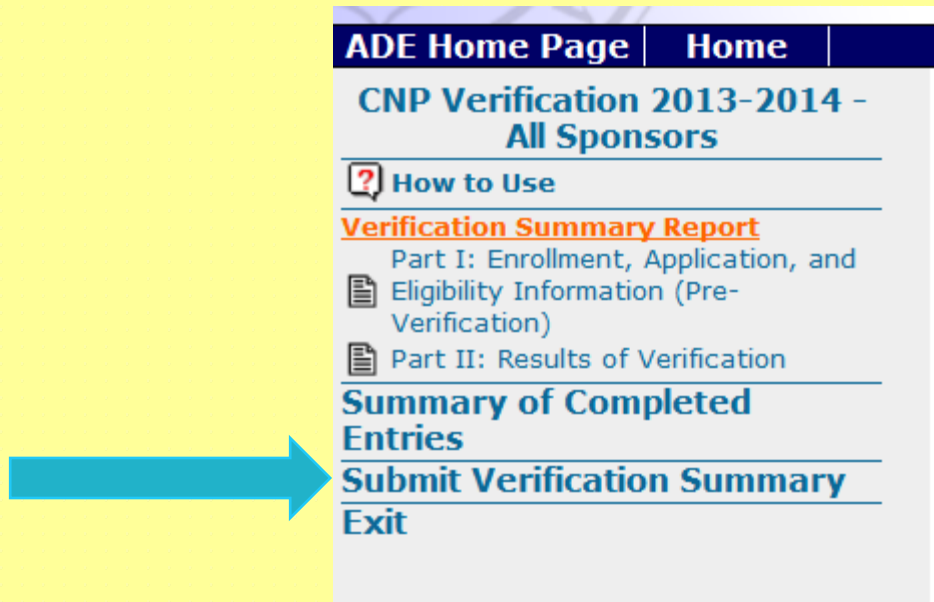 ADE Home Page Home
CNP Verification 2013-2014 -
All Sponsors
? How to Use
Verification Summary Report
Part I: Enrollment, Application, and
Eligibility Information (Pre-
Verification)
Part II: Results of Verification
Summary of Completed
Entries
Submit Verification Summary
Exit